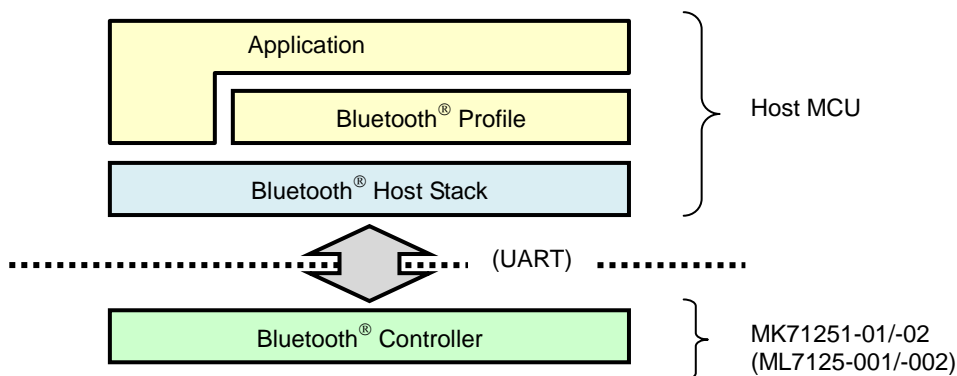 Application
Bluetooth® Profile
Host MCU
Bluetooth® Host Stack
(UART)
Bluetooth® Controller
MK71251-01/-02
(ML7125-001/-002)